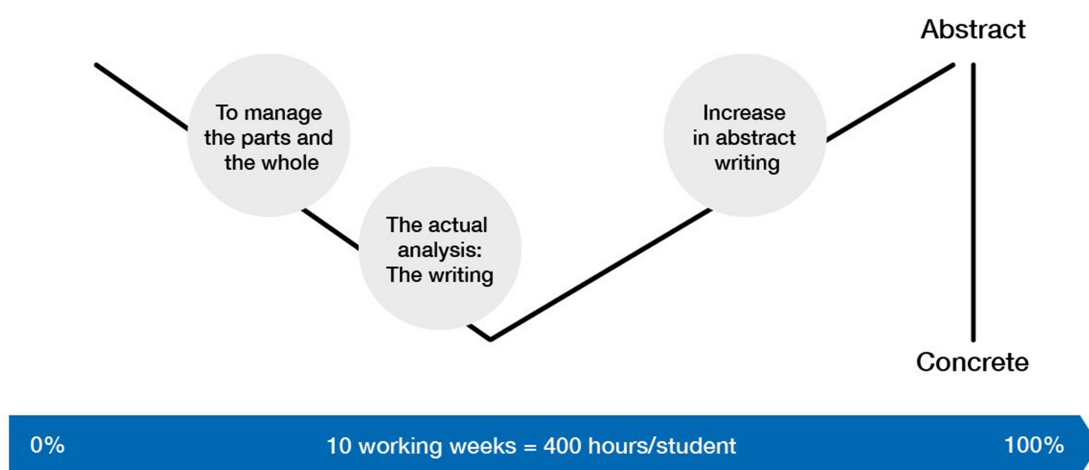 Abstract
To manage
the parts and
the whole
Increase
in abstract
writing
The actual
analysis:
The writing
Concrete
0%
10 working weeks = 400 hours/student
100%